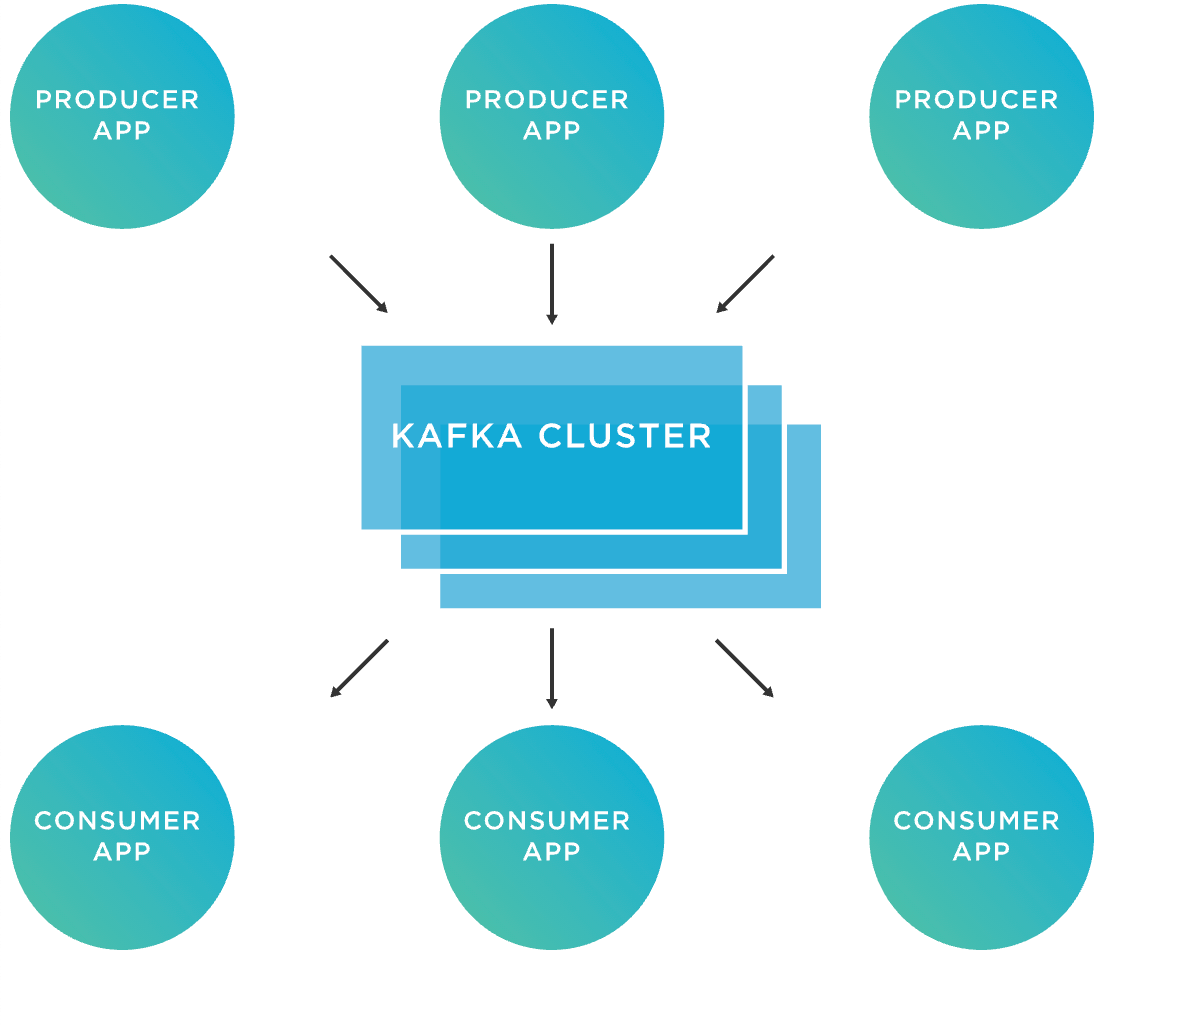 PRODUCER
APP
PRODUCER
APP
PRODUCER
APP
KAFKA CLUSTER
CONSUMER
APP
CONSUMER
APP
CONSUMER
APP